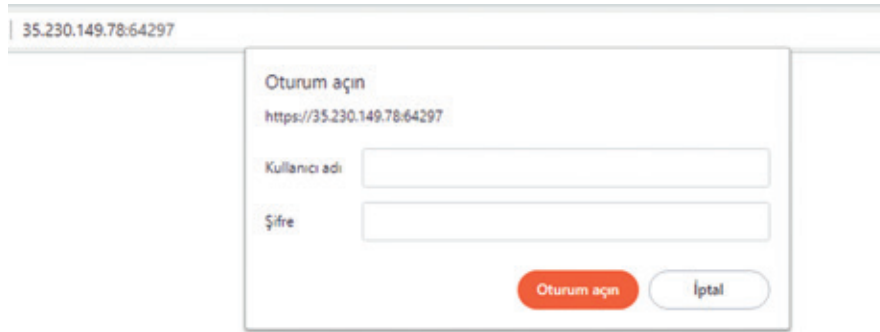 35.230.149.78:64297
Oturum açın
https://35.230.149.78:64297
Kullanıcı adı
Şifre
Oturum açın İptal